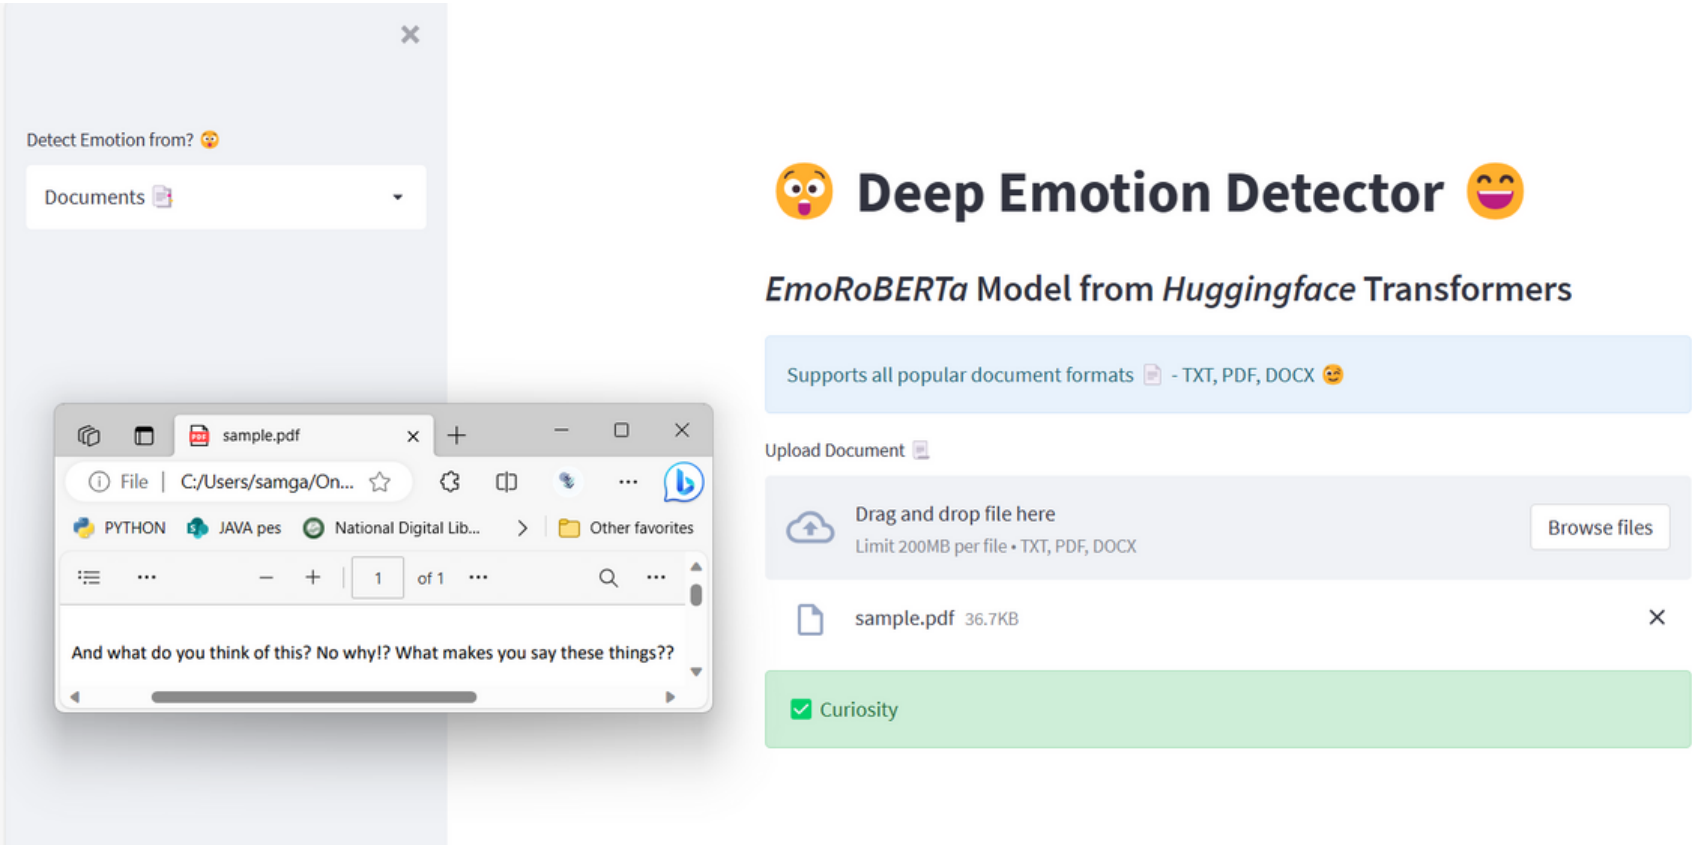 Detect Emotion from? 😲
Documents 📑
😲 Deep Emotion Detector 😄
EmoRoBERTa Model from Huggingface Transformers
Supports all popular document formats 📄 - TXT, PDF, DOCX 😉
Upload Document 📃
Drag and drop file here
Limit 200MB per file • TXT, PDF, DOCX
Browse files
sample.pdf 36.7KB
✅ Curiosity
sample.pdf
File | C:/Users/samga/On...
PYTHON JAVA pes National Digital Lib... Other favorites
1 of 1
And what do you think of this? No why!? What makes you say these things??